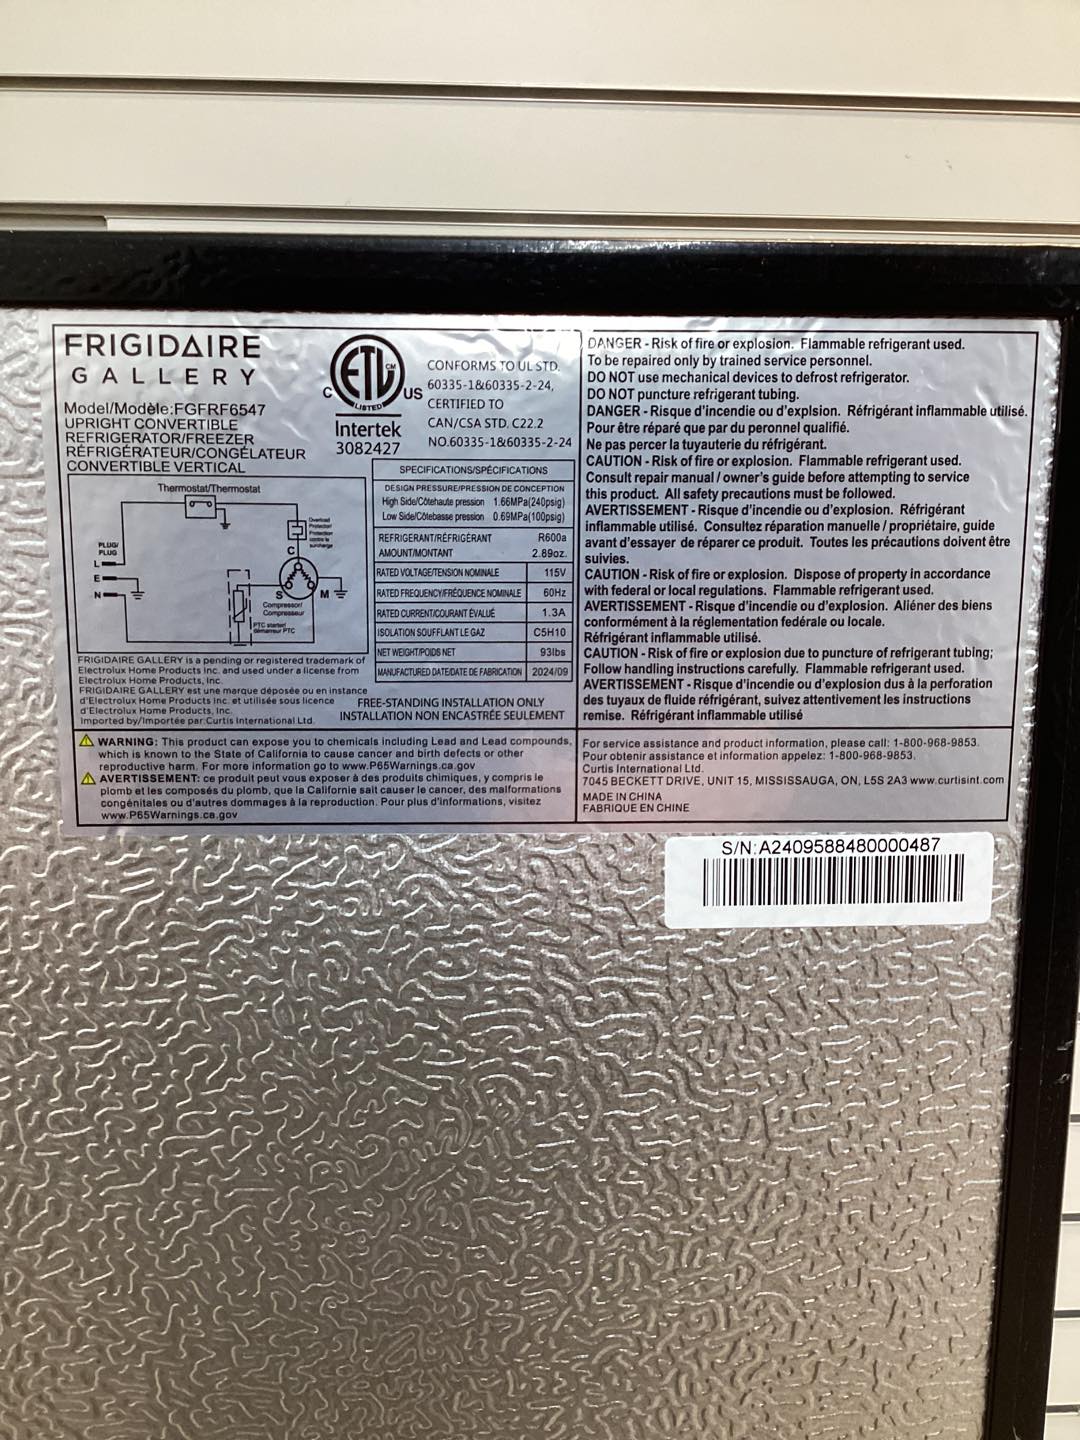 FRIGIDAIRE
GALLERY
Model/Modèle:FGFRF6547
UPRIGHT CONVERTIBLE
REFRIGERATOR/FREEZER
RÉFRIGÉRATEUR/CONGÉLATEUR
CONVERTIBLE VERTICAL
C ETL CM US
LISTED
Intertek
3082427
CONFORMS TO UL STD.
60335-1&60335-2-24,
CERTIFIED TO
CAN/CSA STD. C22.2
NO.60335-1&60335-2-24
Thermostat/Thermostat
Overload
Protector/
Protection
contre la
surcharge
PLUG/
PLUG
L
E
N
C
S
M
Compressor/
Compresseur
PTC starter/
démarreur PTC
SPECIFICATIONS/SPÉCIFICATIONS
DESIGN PRESSURE/PRESSION DE CONCEPTION
High Side/Côtehaute pression 1.66MPa(240psig)
Low Side/Côtebasse pression 0.69MPa(100psig)
REFRIGERANT/RÉFRIGÉRANT R600a
AMOUNT/MONTANT 2.89oz.
RATED VOLTAGE/TENSION NOMINALE 115V
RATED FREQUENCY/FRÉQUENCE NOMINALE 60Hz
RATED CURRENT/COURANT ÉVALUÉ 1.3A
ISOLATION SOUFFLANT LE GAZ C5H10
NET WEIGHT/POIDS NET 93lbs
MANUFACTURED DATE/DATE DE FABRICATION 2024/09
FRIGIDAIRE GALLERY is a pending or registered trademark of
Electrolux Home Products Inc. and used under a license from
Electrolux Home Products, Inc.
FRIGIDAIRE GALLERY est une marque déposée ou en instance
d'Electrolux Home Products Inc. et utilisée sous licence
d'Electrolux Home Products, Inc.
Imported by/Importée par:Curtis International Ltd.
FREE-STANDING INSTALLATION ONLY
INSTALLATION NON ENCASTRÉE SEULEMENT
DANGER - Risk of fire or explosion. Flammable refrigerant used.
To be repaired only by trained service personnel.
DO NOT use mechanical devices to defrost refrigerator.
DO NOT puncture refrigerant tubing.
DANGER - Risque d'incendie ou d'explsion. Réfrigérant inflammable utilisé.
Pour être réparé que par du peronnel qualifié.
Ne pas percer la tuyauterie du réfrigérant.
CAUTION - Risk of fire or explosion. Flammable refrigerant used.
Consult repair manual / owner's guide before attempting to service
this product. All safety precautions must be followed.
AVERTISSEMENT - Risque d'incendie ou d'explosion. Réfrigérant
inflammable utilisé. Consultez réparation manuelle / propriétaire, guide
avant d'essayer de réparer ce produit. Toutes les précautions doivent être
suivies.
CAUTION - Risk of fire or explosion. Dispose of property in accordance
with federal or local regulations. Flammable refrigerant used.
AVERTISSEMENT - Risque d'incendie ou d'explosion. Aliéner des biens
conformément à la réglementation fedérale ou locale.
Réfrigérant inflammable utilisé.
CAUTION - Risk of fire or explosion due to puncture of refrigerant tubing;
Follow handling instructions carefully. Flammable refrigerant used.
AVERTISSEMENT - Risque d'incendie ou d'explosion dus à la perforation
des tuyaux de fluide réfrigérant, suivez attentivement les instructions
remise. Réfrigérant inflammable utilisé
WARNING: This product can expose you to chemicals including Lead and Lead compounds,
which is known to the State of California to cause cancer and birth defects or other
reproductive harm. For more information go to www.P65Warnings.ca.gov
AVERTISSEMENT: ce produit peut vous exposer à des produits chimiques, y compris le
plomb et les composés du plomb, que la Californie sait causer le cancer, des malformations
congénitales ou d'autres dommages à la reproduction. Pour plus d'informations, visitez
www.P65Warnings.ca.gov
For service assistance and product information, please call: 1-800-968-9853.
Pour obtenir assistance et information appelez: 1-800-968-9853.
Curtis International Ltd.
7045 BECKETT DRIVE, UNIT 15, MISSISSAUGA, ON, L5S 2A3 www.curtisint.com
MADE IN CHINA
FABRIQUE EN CHINE
S/N:A2409588480000487